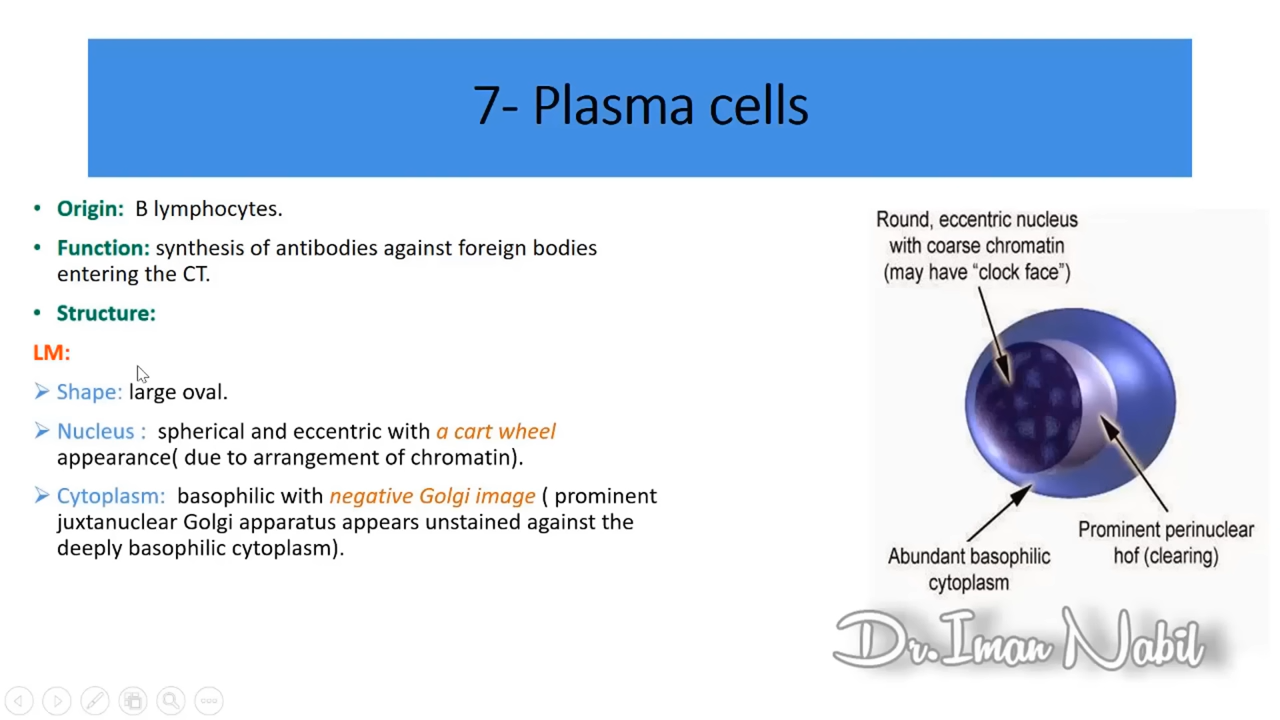 7- Plasma cells
• Origin: B lymphocytes.
• Function: synthesis of antibodies against foreign bodies
entering the CT.
• Structure:
LM:
➢ Shape: large oval.
➢ Nucleus : spherical and eccentric with a cart wheel
appearance( due to arrangement of chromatin).
➢ Cytoplasm: basophilic with negative Golgi image ( prominent
juxtanuclear Golgi apparatus appears unstained against the
deeply basophilic cytoplasm).
Round, eccentric nucleus
with coarse chromatin
(may have “clock face”)
Prominent perinuclear
hof (clearing)
Abundant basophilic
cytoplasm
Dr.Iman Nabil